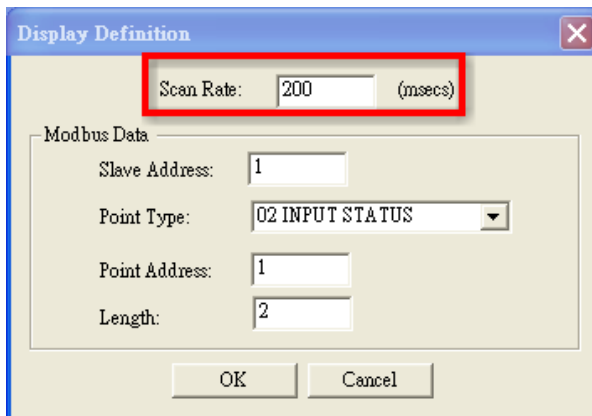 Display Definition
Scan Rate: 200 (msecs)
Modbus Data
Slave Address: 1
Point Type: 02 INPUT STATUS
Point Address: 1
Length: 2
OK Cancel